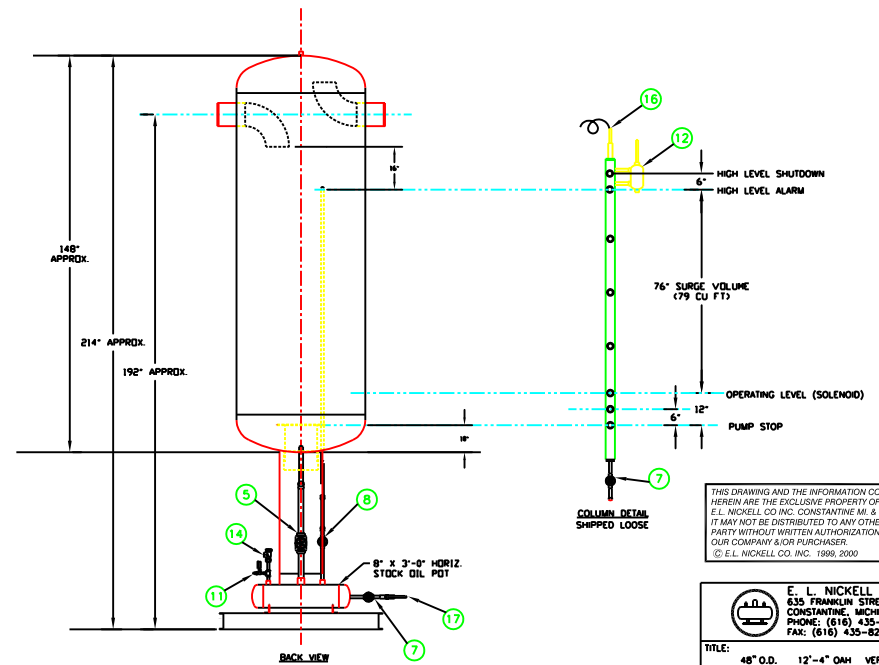 16
12
HIGH LEVEL SHUTDOWN
6"
HIGH LEVEL ALARM
16"
148"
APPROX.
76" SURGE VOLUME
(79 CU FT)
214" APPROX.
192" APPROX.
OPERATING LEVEL (SOLENOID)
12"
6"
PUMP STOP
10"
7
5
8
COLUMN DETAIL
SHIPPED LOOSE
14
11
8" X 3'-0" HORIZ.
STOCK OIL POT
17
7
BACK VIEW
THIS DRAWING AND THE INFORMATION CO
HEREIN ARE THE EXCLUSIVE PROPERTY OF
E.L. NICKELL CO INC. CONSTANTINE MI. &
IT MAY NOT BE DISTRIBUTED TO ANY OTHE
PARTY WITHOUT WRITTEN AUTHORIZATION
OUR COMPANY &/OR PURCHASER.
© E.L. NICKELL CO. INC. 1999, 2000
E. L. NICKELL
635 FRANKLIN STRE
CONSTANTINE, MICHI
PHONE: (616) 435-
FAX: (616) 435-82
TITLE:
48" O.D. 12'-4" OAH VER